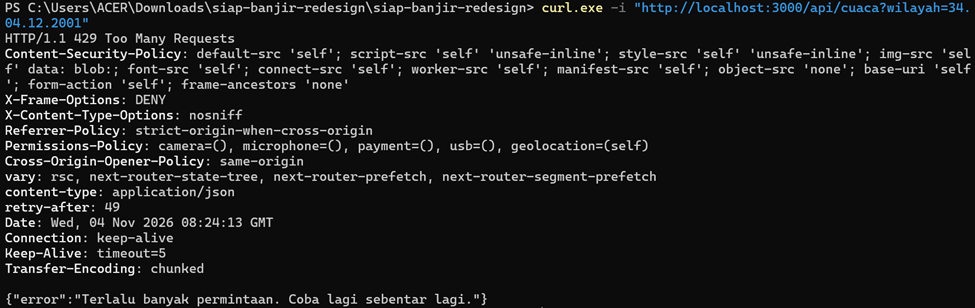 PS C:\Users\ACER\Downloads\siap-banjir-redesign\siap-banjir-redesign> curl.exe -i "http://localhost:3000/api/cuaca?wilayah=34.
04.12.2001"
HTTP/1.1 429 Too Many Requests
Content-Security-Policy: default-src 'self'; script-src 'self' 'unsafe-inline'; style-src 'self' 'unsafe-inline'; img-src 'sel
f' data: blob:; font-src 'self'; connect-src 'self'; worker-src 'self'; manifest-src 'self'; object-src 'none'; base-uri 'self
'; form-action 'self'; frame-ancestors 'none'
X-Frame-Options: DENY
X-Content-Type-Options: nosniff
Referrer-Policy: strict-origin-when-cross-origin
Permissions-Policy: camera=(), microphone=(), payment=(), usb=(), geolocation=(self)
Cross-Origin-Opener-Policy: same-origin
vary: rsc, next-router-state-tree, next-router-prefetch, next-router-segment-prefetch
content-type: application/json
retry-after: 49
Date: Wed, 04 Nov 2026 08:24:13 GMT
Connection: keep-alive
Keep-Alive: timeout=5
Transfer-Encoding: chunked

{"error":"Terlalu banyak permintaan. Coba lagi sebentar lagi."}